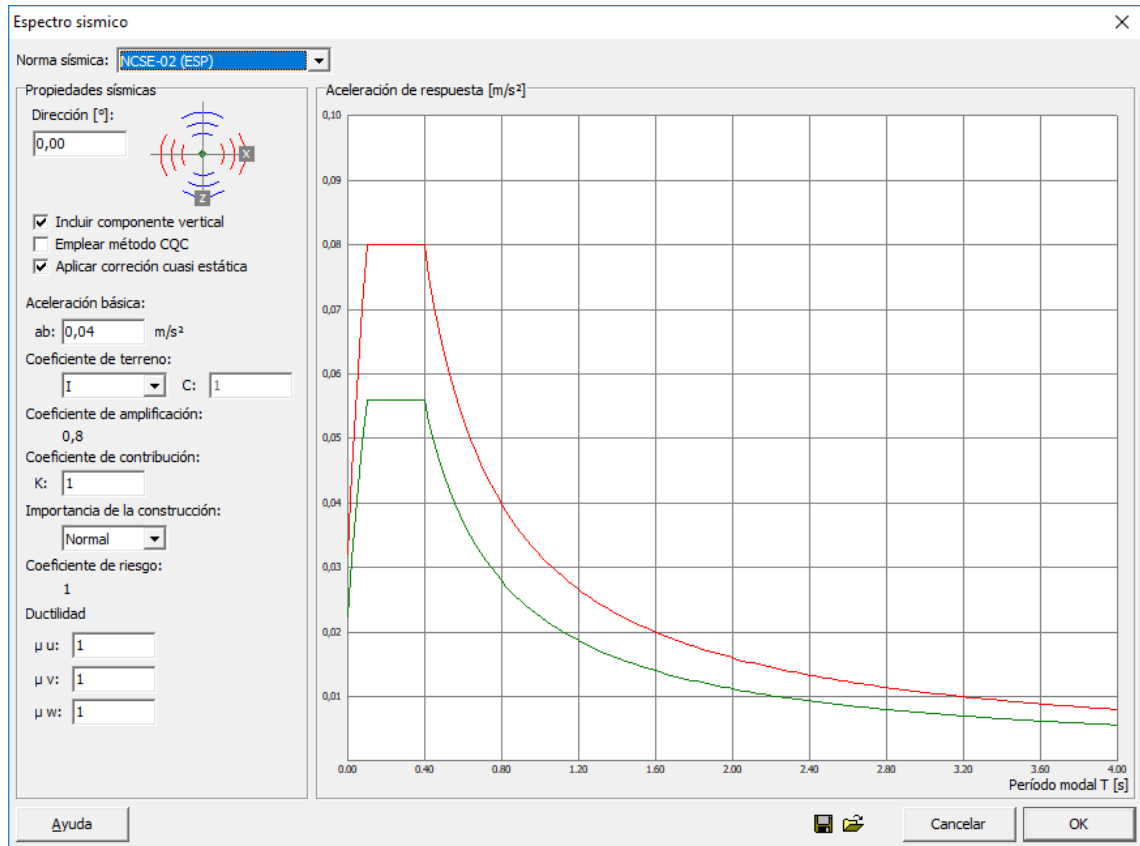 Espectro sismico
Norma sísmica: NCSE-02 (ESP)
Propiedades sísmicas
Dirección [º]:
0,00
X
Z
Incluir componente vertical
Emplear método CQC
Aplicar correción cuasi estática
Aceleración básica:
ab: 0,04 m/s²
Coeficiente de terreno:
I C: 1
Coeficiente de amplificación:
0,8
Coeficiente de contribución:
K: 1
Importancia de la construcción:
Normal
Coeficiente de riesgo:
1
Ductilidad
μ u: 1
μ v: 1
μ w: 1
Aceleración de respuesta [m/s²]
0,10
0,09
0,08
0,07
0,06
0,05
0,04
0,03
0,02
0,01
0.00 0.40 0.80 1.20 1.60 2.00 2.40 2.80 3.20 3.60 4.00
Período modal T [s]
Ayuda Cancelar OK